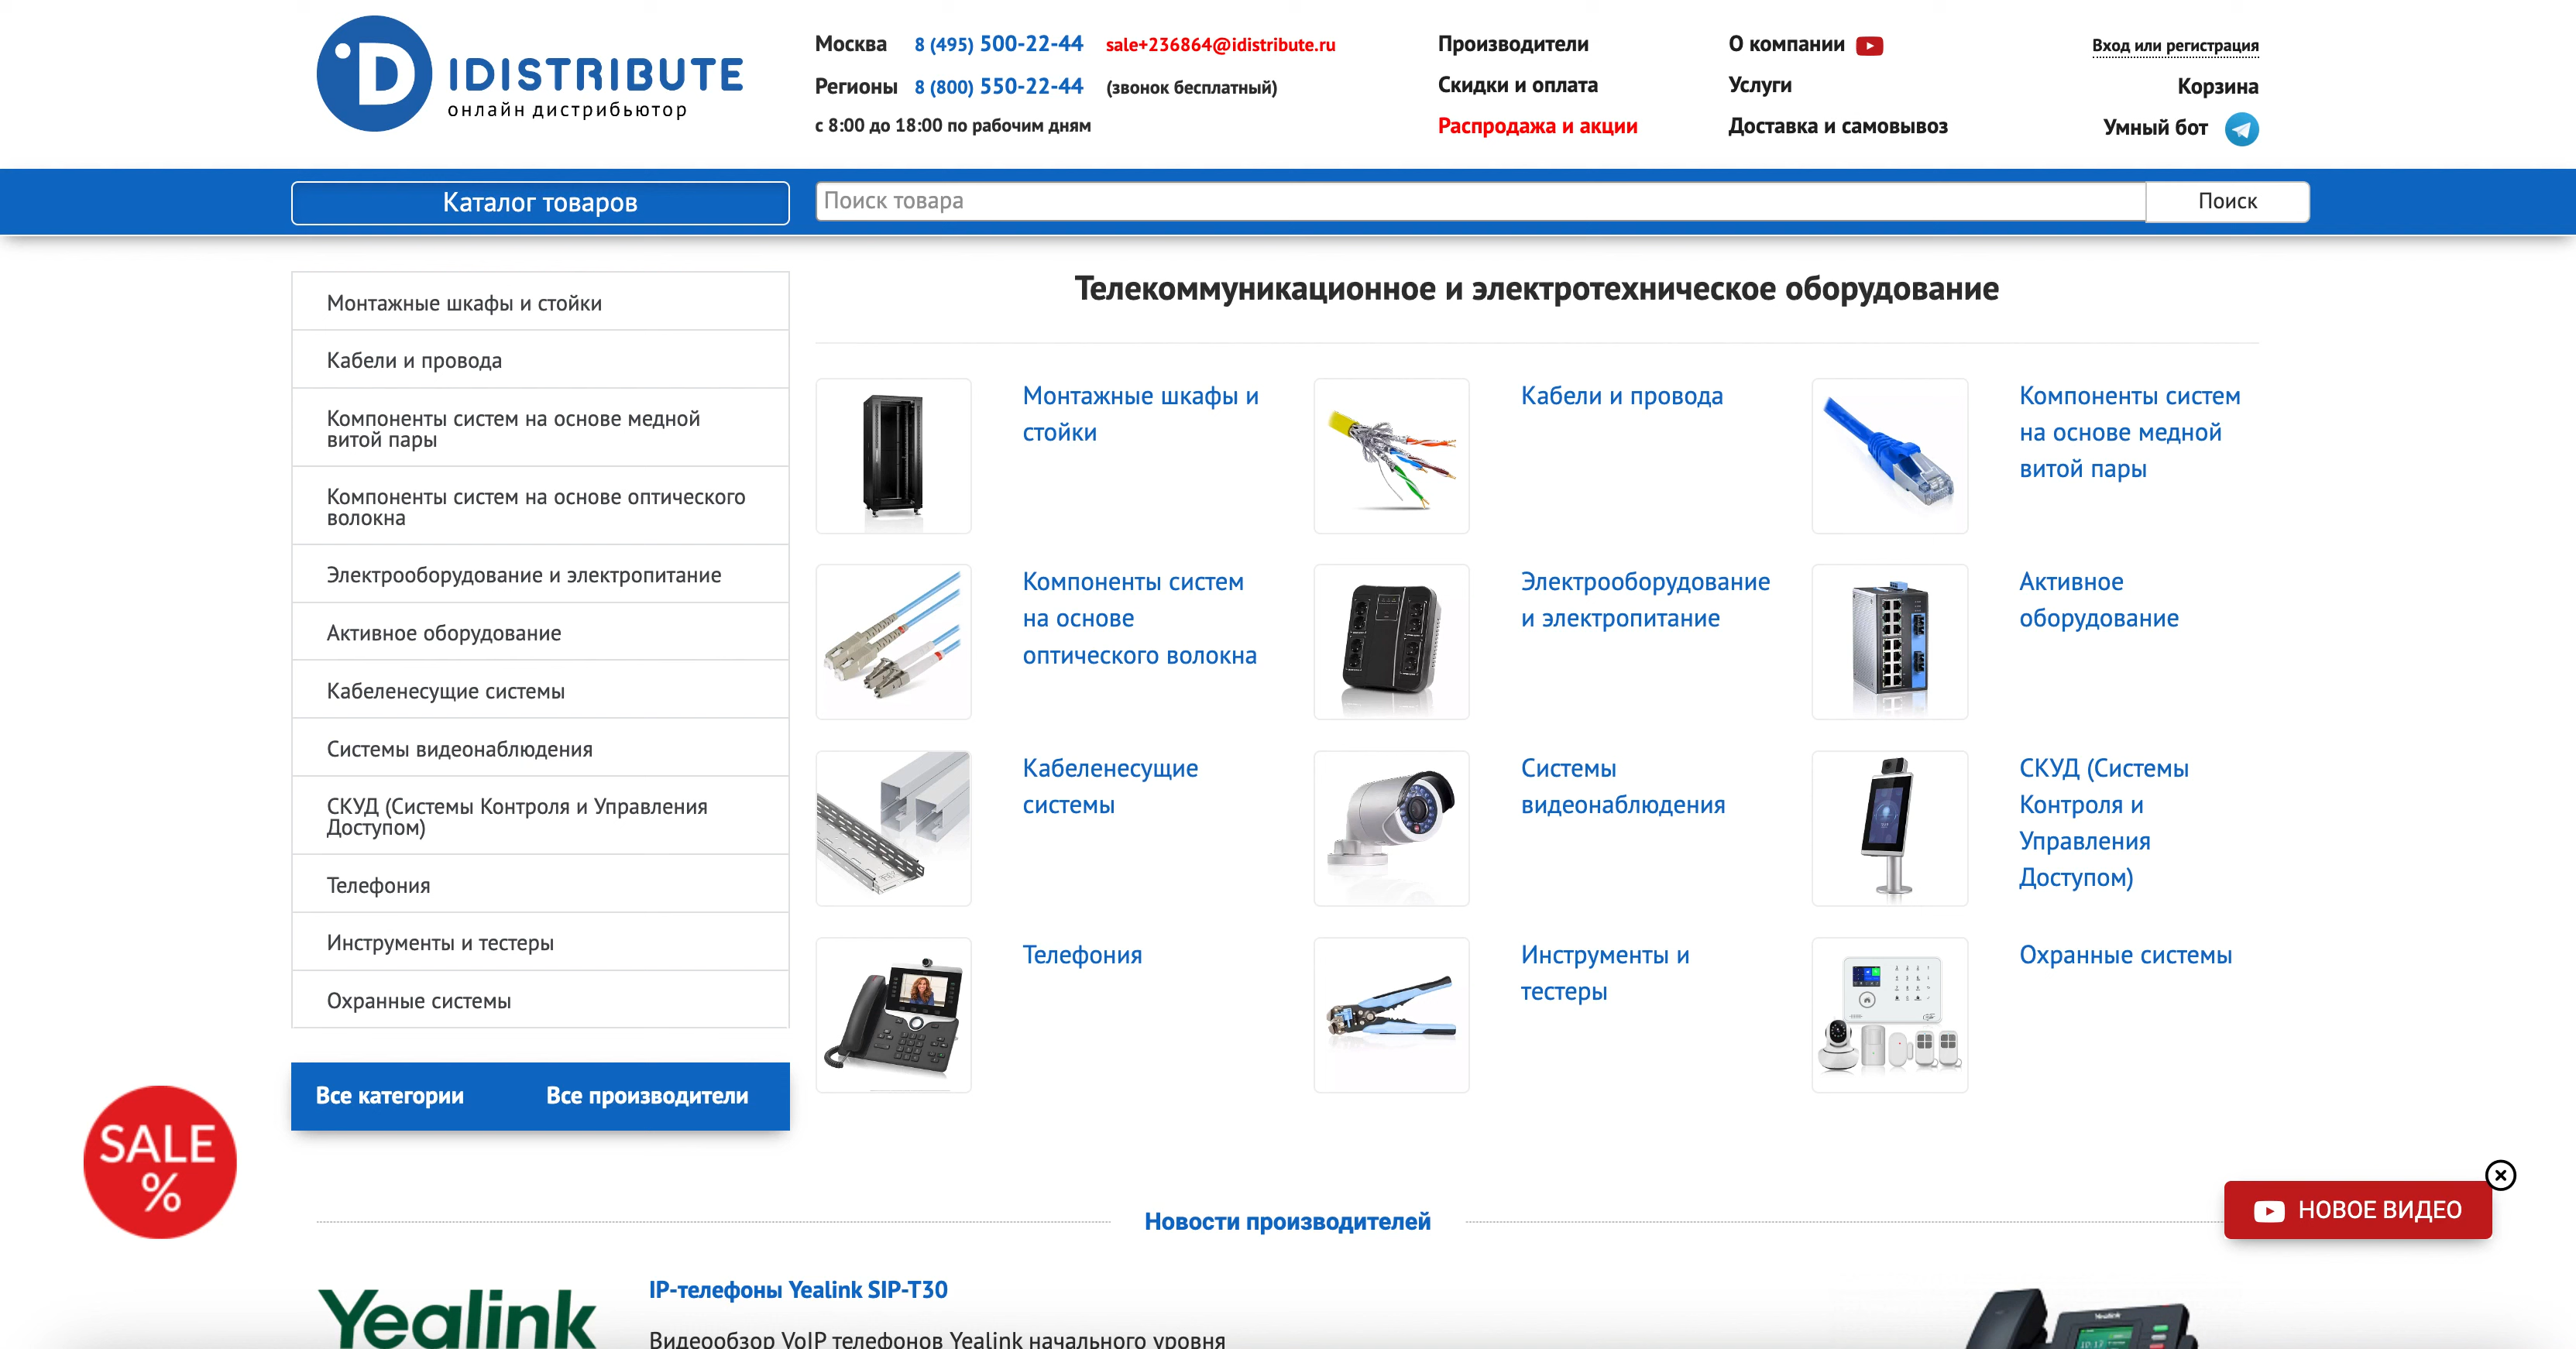 IDISTRIBUTE
онлайн дистрибьютор
Москва 8 (495) 500-22-44 sale+236864@idistribute.ru
Регионы 8 (800) 550-22-44 (звонок бесплатный)
с 8:00 до 18:00 по рабочим дням
Производители
Скидки и оплата
Распродажа и акции
О компании
Услуги
Доставка и самовывоз
Вход или регистрация
Корзина
Умный бот
Каталог товаров
Поиск товара
Поиск
Монтажные шкафы и стойки
Кабели и провода
Компоненты систем на основе медной
витой пары
Компоненты систем на основе оптического
волокна
Электрооборудование и электропитание
Активное оборудование
Кабеленесущие системы
Системы видеонаблюдения
СКУД (Системы Контроля и Управления
Доступом)
Телефония
Инструменты и тестеры
Охранные системы
Все категории
Все производители
Телекоммуникационное и электротехническое оборудование
Монтажные шкафы и
стойки
Кабели и провода
Компоненты систем
на основе медной
витой пары
Компоненты систем
на основе
оптического волокна
Электрооборудование
и электропитание
Активное
оборудование
Кабеленесущие
системы
Системы
видеонаблюдения
СКУД (Системы
Контроля и
Управления
Доступом)
Телефония
Инструменты и
тестеры
Охранные системы
SALE
%
НОВОЕ ВИДЕО
Новости производителей
Yealink
IP-телефоны Yealink SIP-T30
Видеообзор VoIP телефонов Yealink начального уровня
Yealink